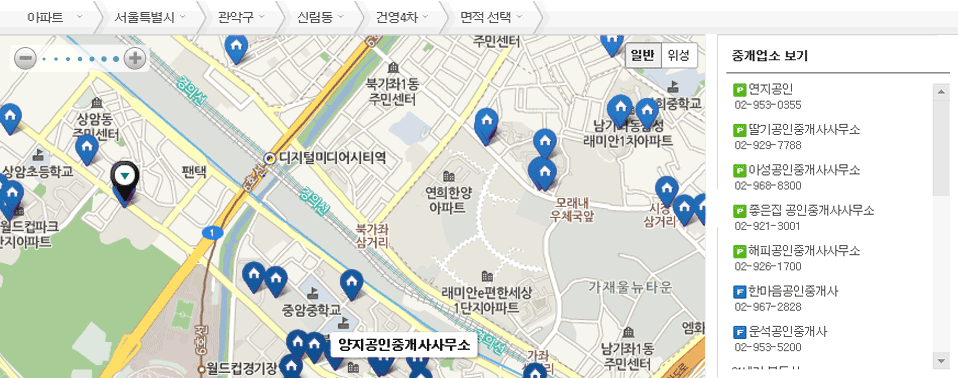 아파트
서울특별시
관악구
신림동
건영4차
면적 선택
주민센터
일반
위성
경의선
북가좌1동
주민센터
상암동
주민센터
상암초등학교
팬택
디지털미디어시티역
6호선
경의선
연희한양
아파트
모래내
우체국앞
래미안1차아파트
시장
삼거리
월드컵파크
단지아파트
1
북가좌
삼거리
래미안e편한세상
1단지아파트
가재울뉴타운
중암중학교
양지공인중개사사무소
경의선
가좌
6호선
월드컵경기장
남가좌1동
주민센터
중개업소 보기
P 연지공인
02-953-0355
P 딸기공인중개사사무소
02-929-7788
P 아성공인중개사사무소
02-968-8300
P 좋은집 공인중개사사무소
02-921-3001
P 해피공인중개사사무소
02-926-1700
F 한마음공인중개사
02-967-2828
F 운석공인중개사
02-953-5200